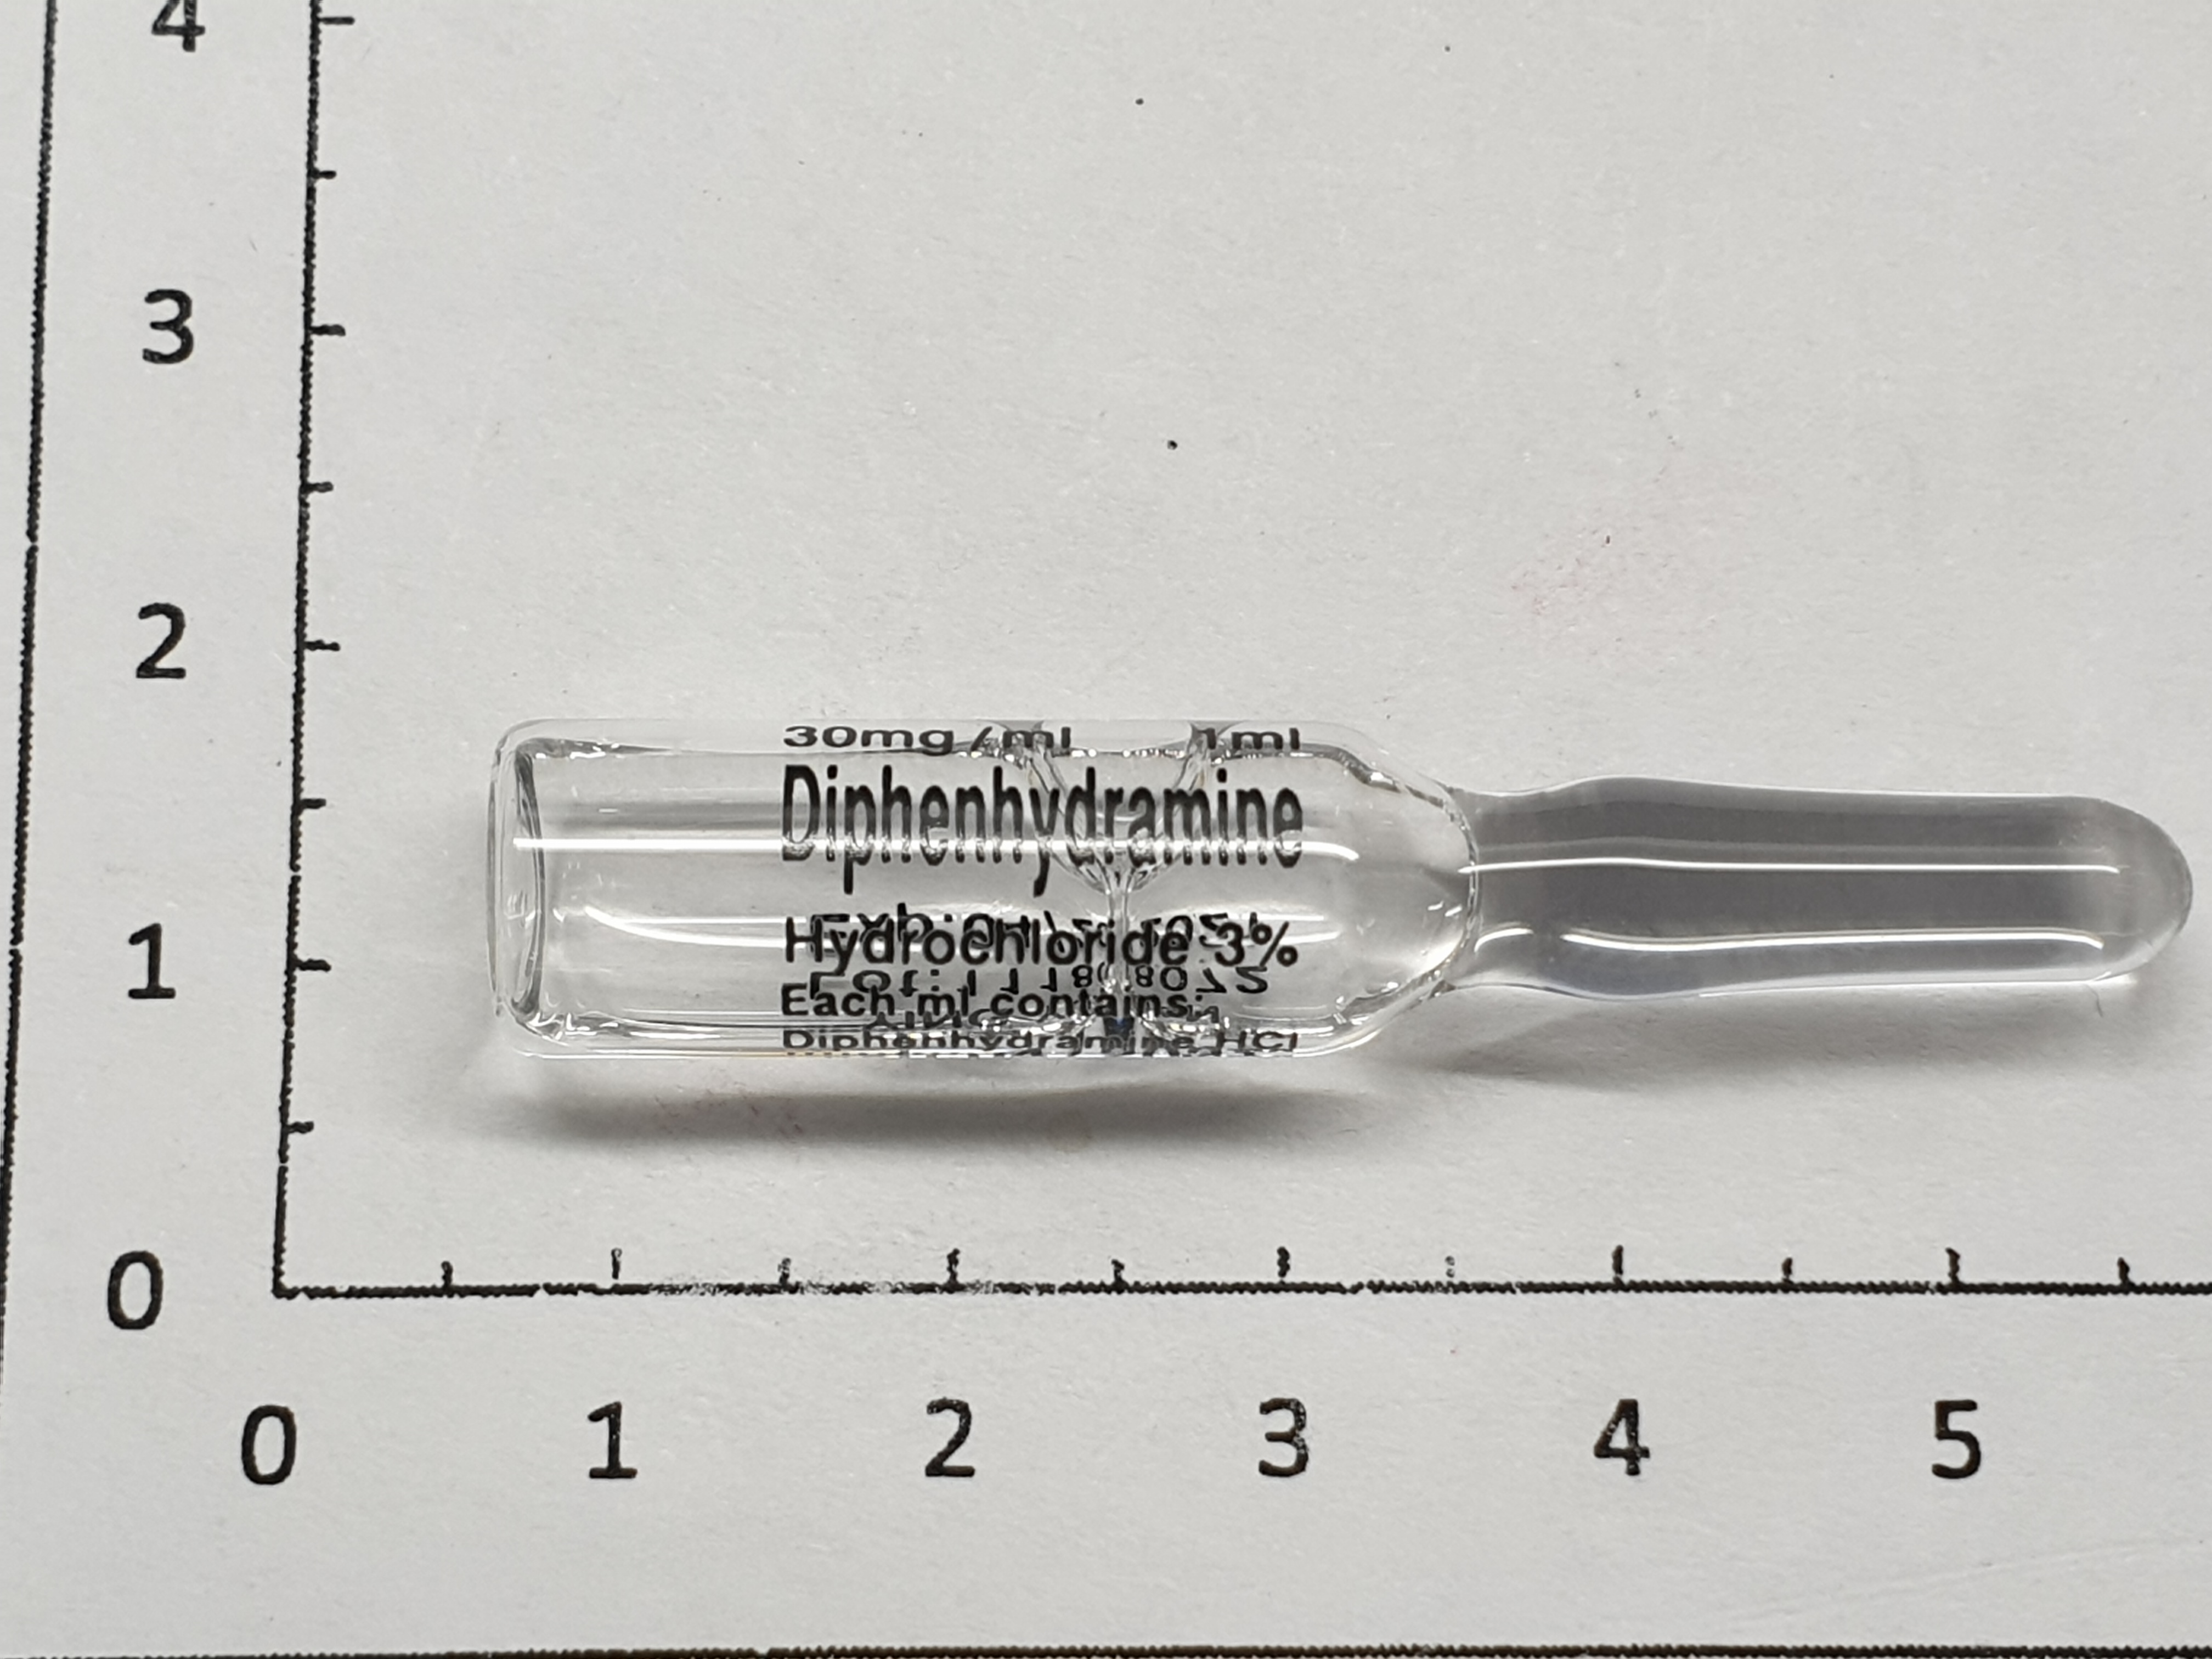 4
3
2
1
0
30mg/ml 1ml
Diphenhydramine
Hydrochloride 3%
Each ml contains:
Diphenhydramine HCl
0 1 2 3 4 5